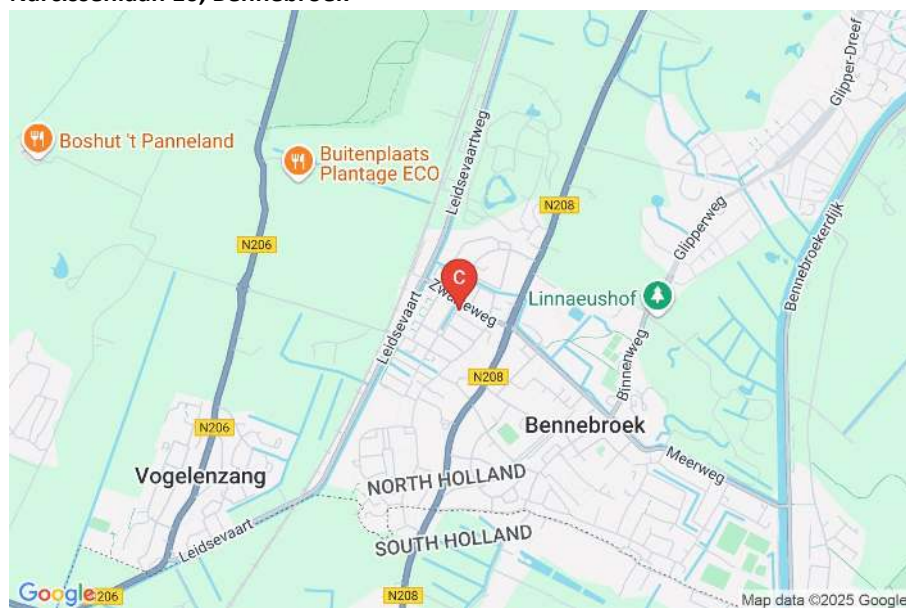 Boshut 't Panneland
Buitenplaats
Plantage ECO
Leidsevaartweg
Glipper-Dreef
N208
N206
Glipperweg
Bennebroekerdijk
C
Linnaeushof
Leidsevaart
Binnenweg
N208
N206
Bennebroek
Vogelenzang
NORTH HOLLAND
Meerweg
SOUTH HOLLAND
Leidsevaart
Google
206
N208
Map data ©2025 Google